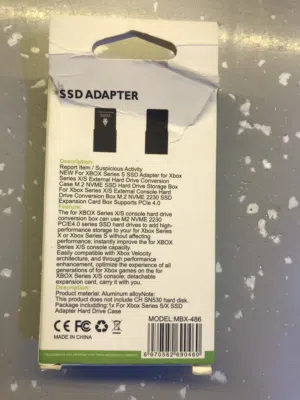 SSD ADAPTER
Description:
Report Item / Suspicious Activity
NEW For XBOX Series S SSD Adapter for Xbox
Series X/S External Hard Drive Conversion
Case M.2 NVME SSD Hard Drive Storage Box
For Xbox Series X/S External Console Hard
Drive Conversion Box M.2 NVME 2230 SSD
Expansion Card Box Supports PCIe 4.0
Feature:
The for XBOX Series X/S console hard drive
conversion box can use M2 NVME 2230
PCIE4.0 series SSD hard drives to add high-
performance storage to your for Xbox Series
X or Xbox Series S without affecting
performance; instantly improve the for XBOX
Series X/S console capacity.
Easily compatible with Xbox Velocity
architecture, and through performance
enhancement, optimizes the experience of all
generations of for Xbox games on the for
XBOX Series X/S console; detachable
expansion card, carry it with you.
Description:
Product material: Aluminum alloyNote:
This product does not include CH SN530 hard disk.
Package including:1x For Xbox Series S/X SSD
Adapter Hard Drive Case
MODEL:MBX-486
CE FC
MADE IN CHINA